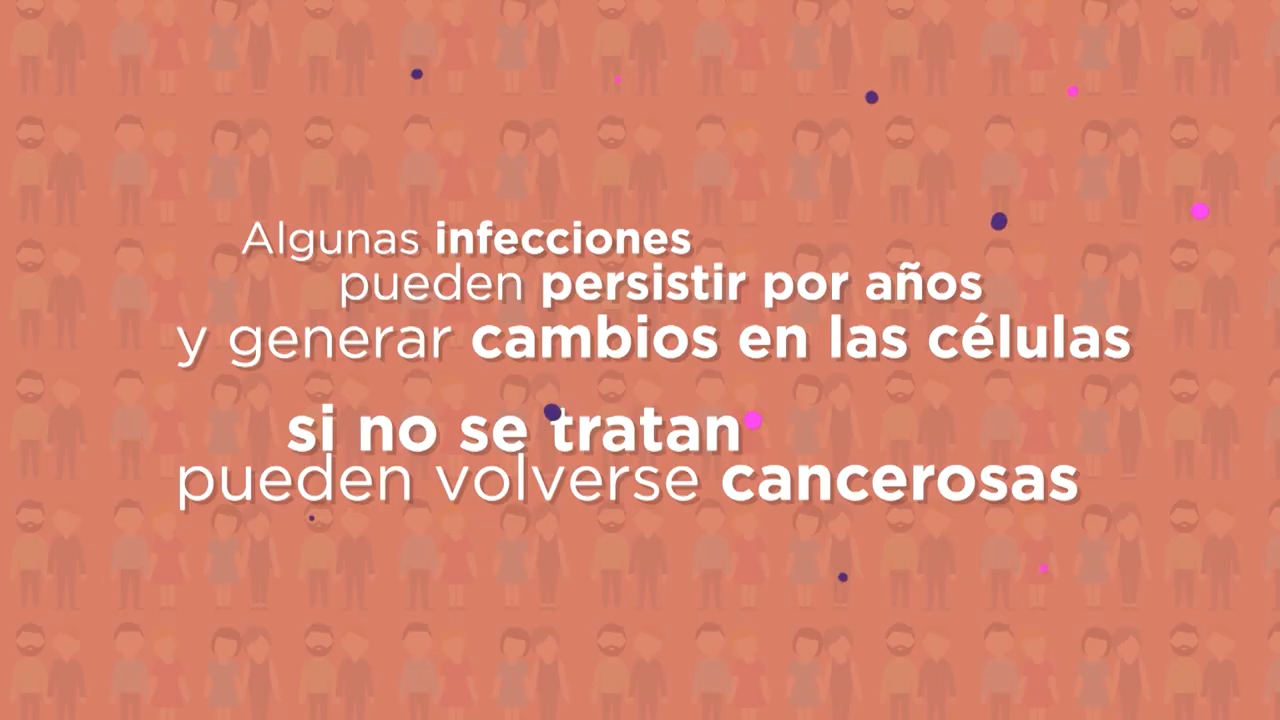 Algunas infecciones
pueden persistir por años
y generar cambios en las células
si no se tratan
pueden volverse cancerosas